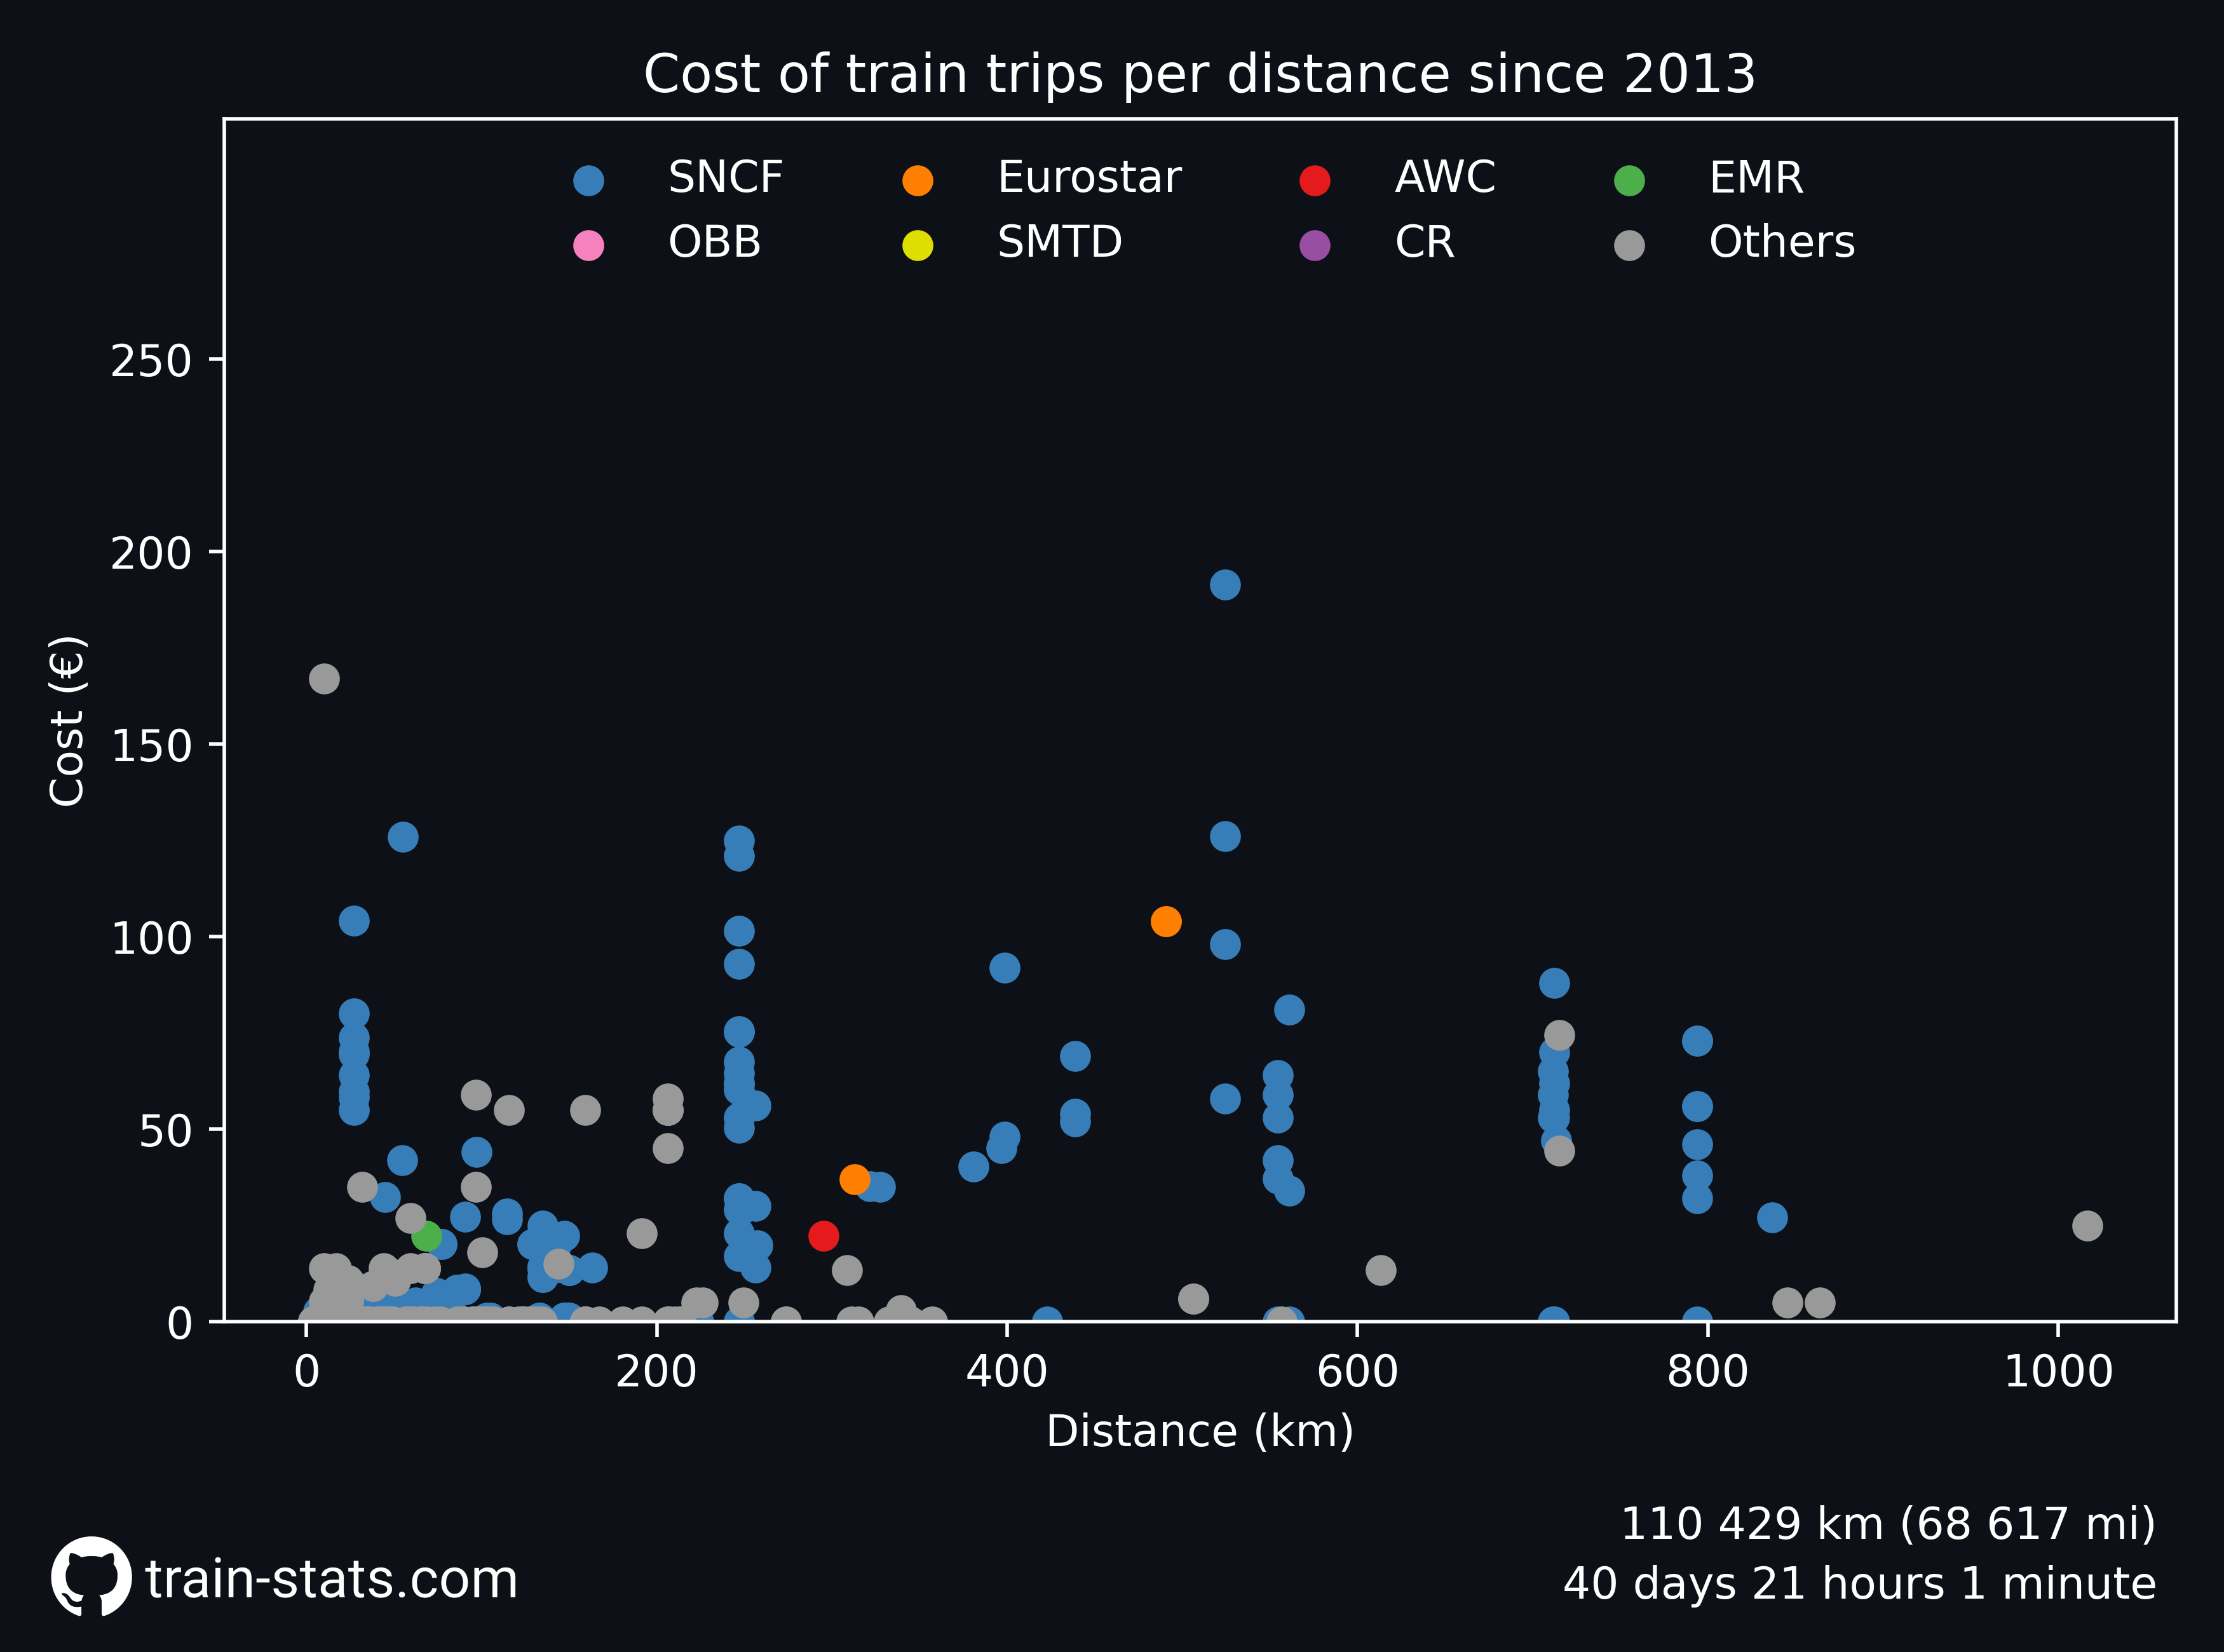 Cost of train trips per distance since 2013
SNCF Eurostar AWC EMR
OBB SMTD CR Others
Cost (€)
250
200
150
100
50
0
0 200 400 600 800 1000
Distance (km)
110 429 km (68 617 mi)
40 days 21 hours 1 minute
train-stats.com